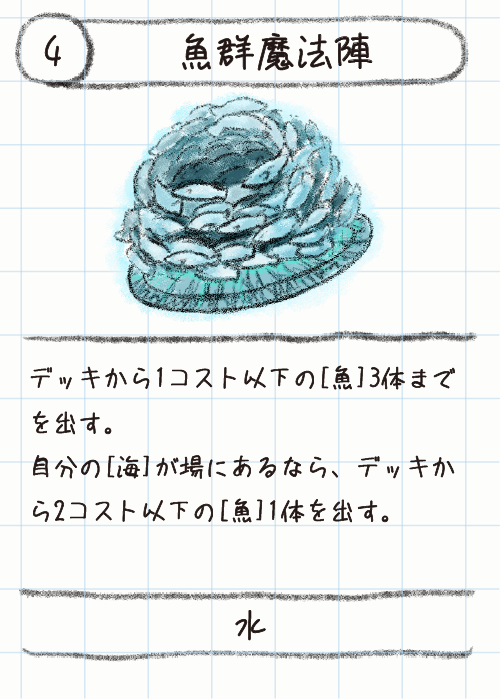 4
魚群魔法陣
デッキから1コスト以下の[魚]3体まで
を出す。
自分の[海]が場にあるなら、デッキか
ら2コスト以下の[魚]1体を出す。
水